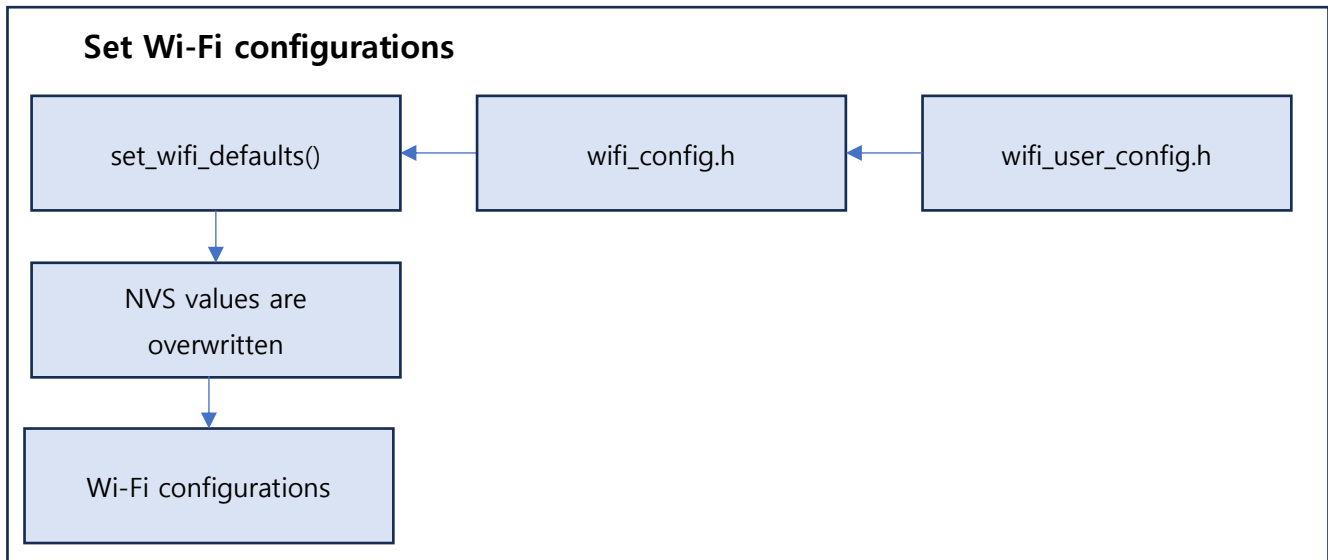 Set Wi-Fi configurations
set_wifi_defaults()
wifi_config.h
wifi_user_config.h
NVS values are
overwritten
Wi-Fi configurations